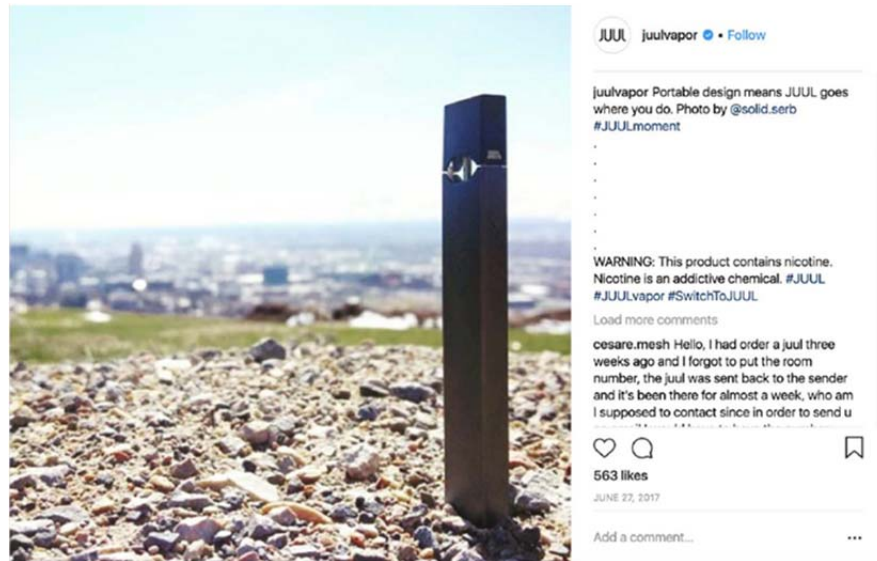 JUUL juulvapor • Follow
juulvapor Portable design means JUUL goes
where you do. Photo by @solid.serb
#JUULmoment
.
.
.
.
.
.
.
WARNING: This product contains nicotine.
Nicotine is an addictive chemical. #JUUL
#JUULvapor #SwitchToJUUL
Load more comments
cesare.mesh Hello, I had order a juul three
weeks ago and I forgot to put the room
number, the juul was sent back to the sender
and it's been there for almost a week, who am
I supposed to contact since in order to send u
563 likes
JUNE 27, 2017
Add a comment...